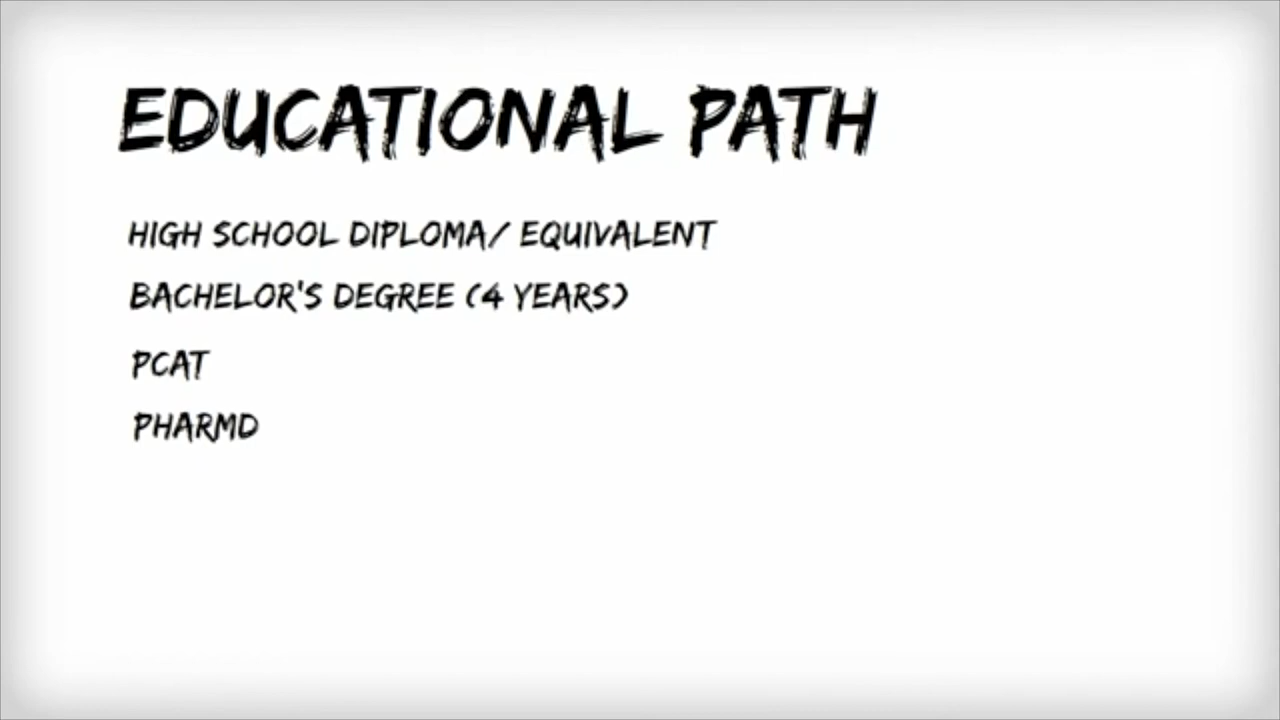 EDUCATIONAL PATH
HIGH SCHOOL DIPLOMA/ EQUIVALENT
BACHELOR'S DEGREE (4 YEARS)
PCAT
PHARMD